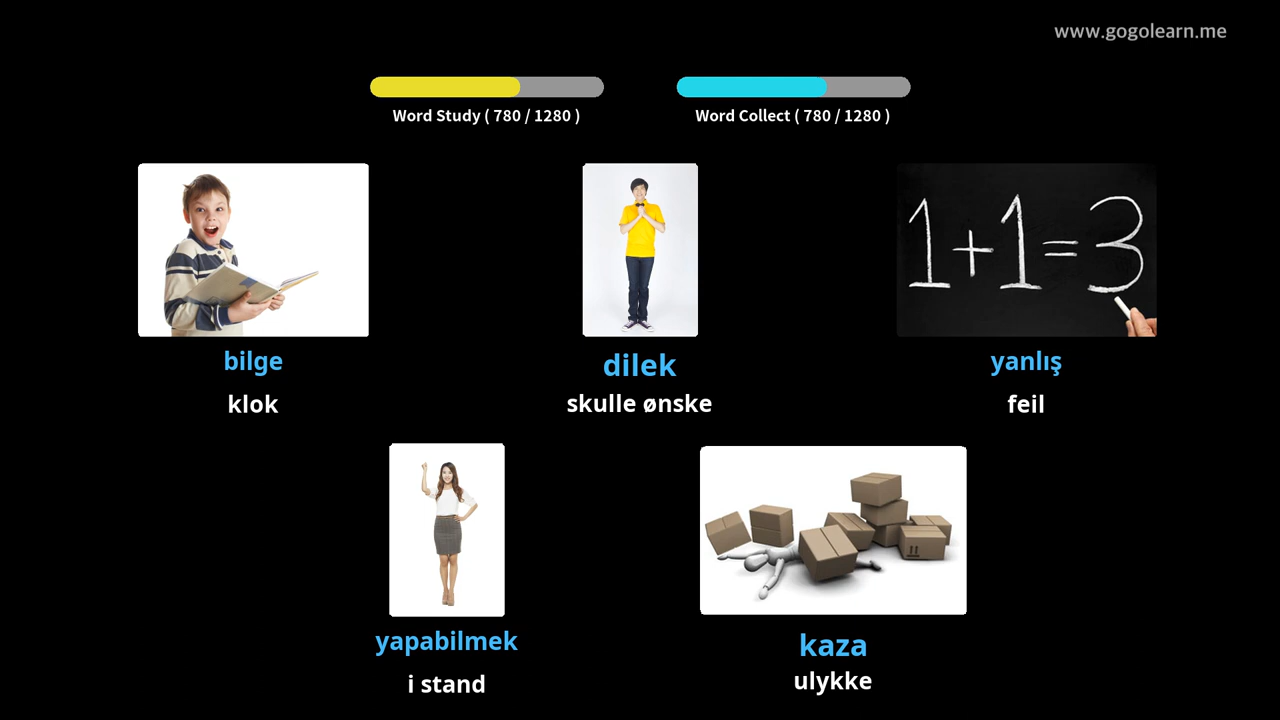 www.gogolearn.me
Word Study ( 780 / 1280 )
Word Collect ( 780 / 1280 )
1+1=3
bilge
dilek
yanlış
klok
skulle ønske
feil
yapabilmek
kaza
i stand
ulykke